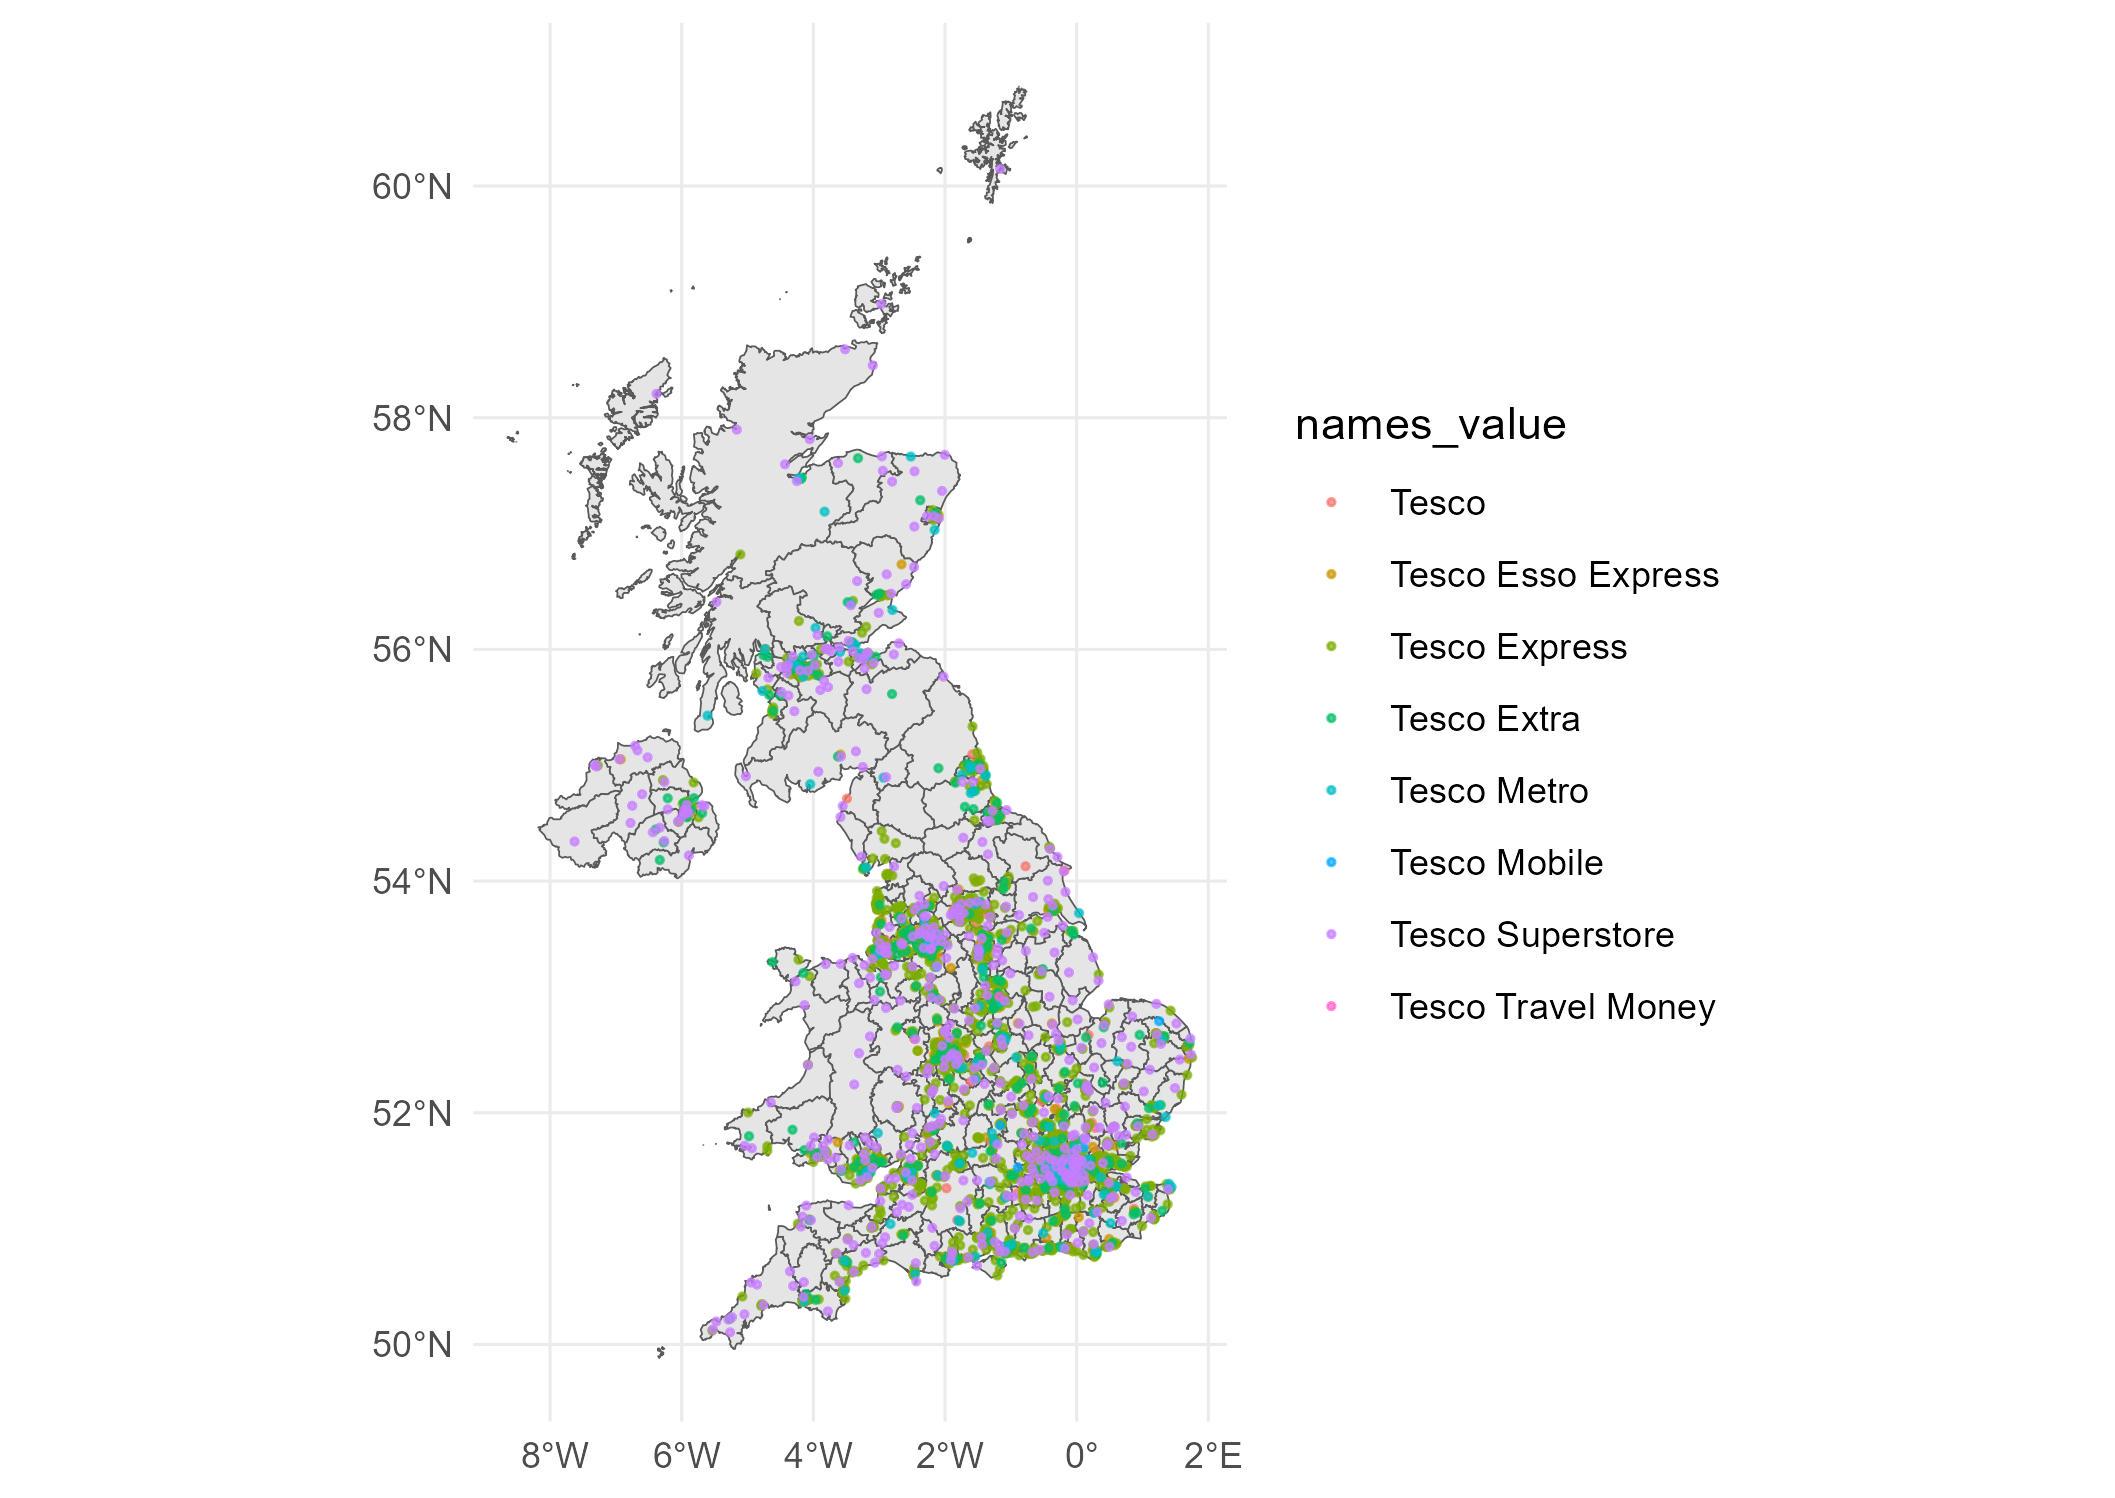 60°N
58°N
56°N
54°N
52°N
50°N
8°W 6°W 4°W 2°W 0° 2°E
names_value
Tesco
Tesco Esso Express
Tesco Express
Tesco Extra
Tesco Metro
Tesco Mobile
Tesco Superstore
Tesco Travel Money